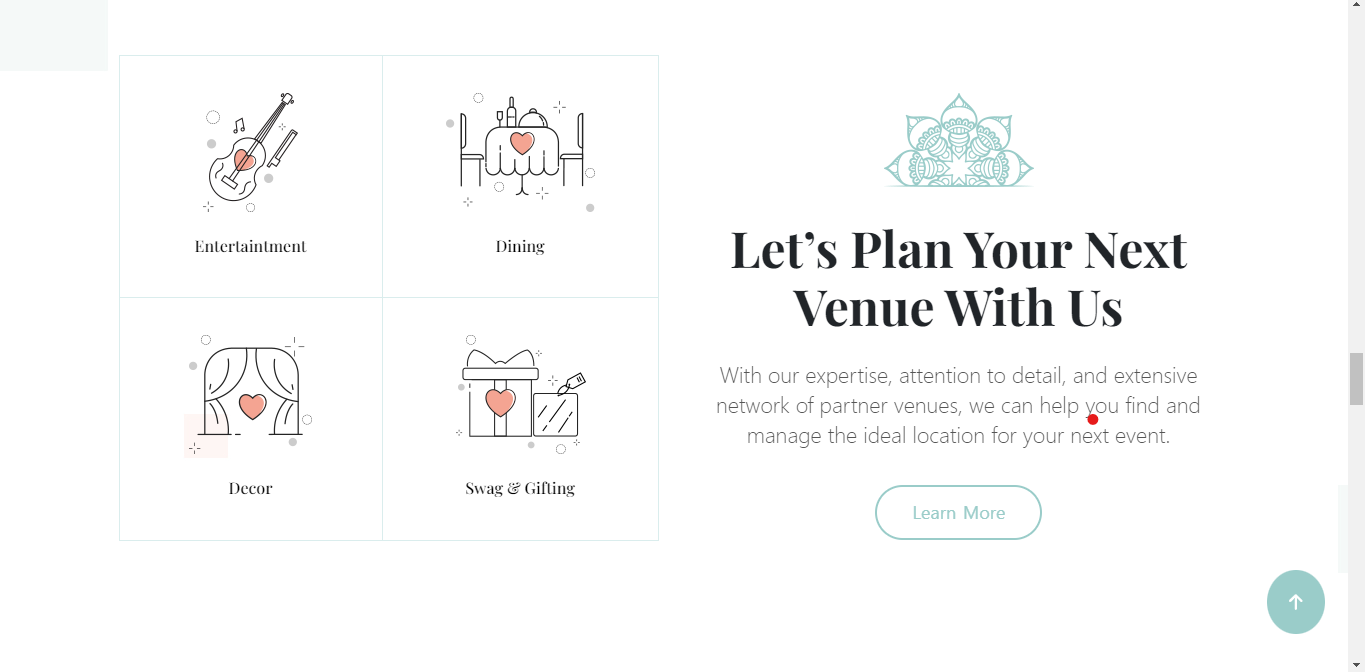 Entertaintment
Dining
Decor
Swag & Gifting
Let’s Plan Your Next
Venue With Us
With our expertise, attention to detail, and extensive
network of partner venues, we can help you find and
manage the ideal location for your next event.
Learn More